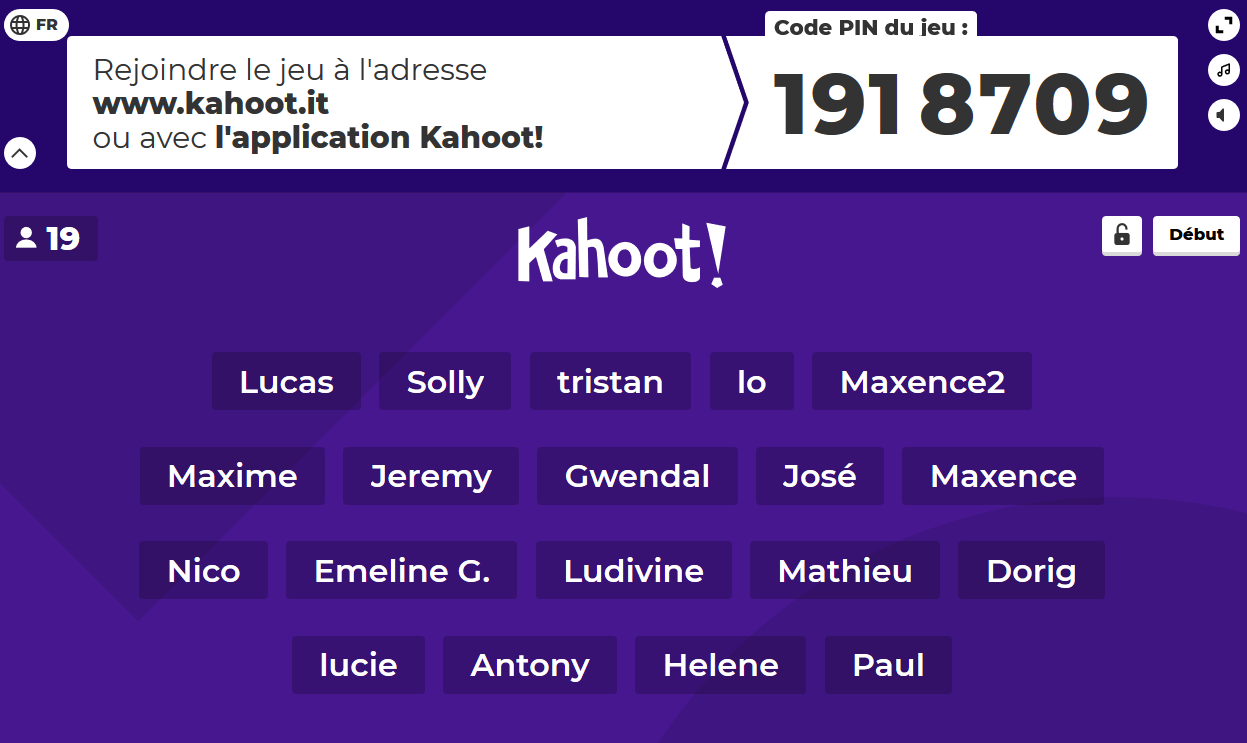 FR
Code PIN du jeu :
Rejoindre le jeu à l'adresse
www.kahoot.it
ou avec l'application Kahoot!
191 8709
19
Kahoot!
Début
Lucas Solly tristan lo Maxence2
Maxime Jeremy Gwendal José Maxence
Nico Emeline G. Ludivine Mathieu Dorig
lucie Antony Helene Paul